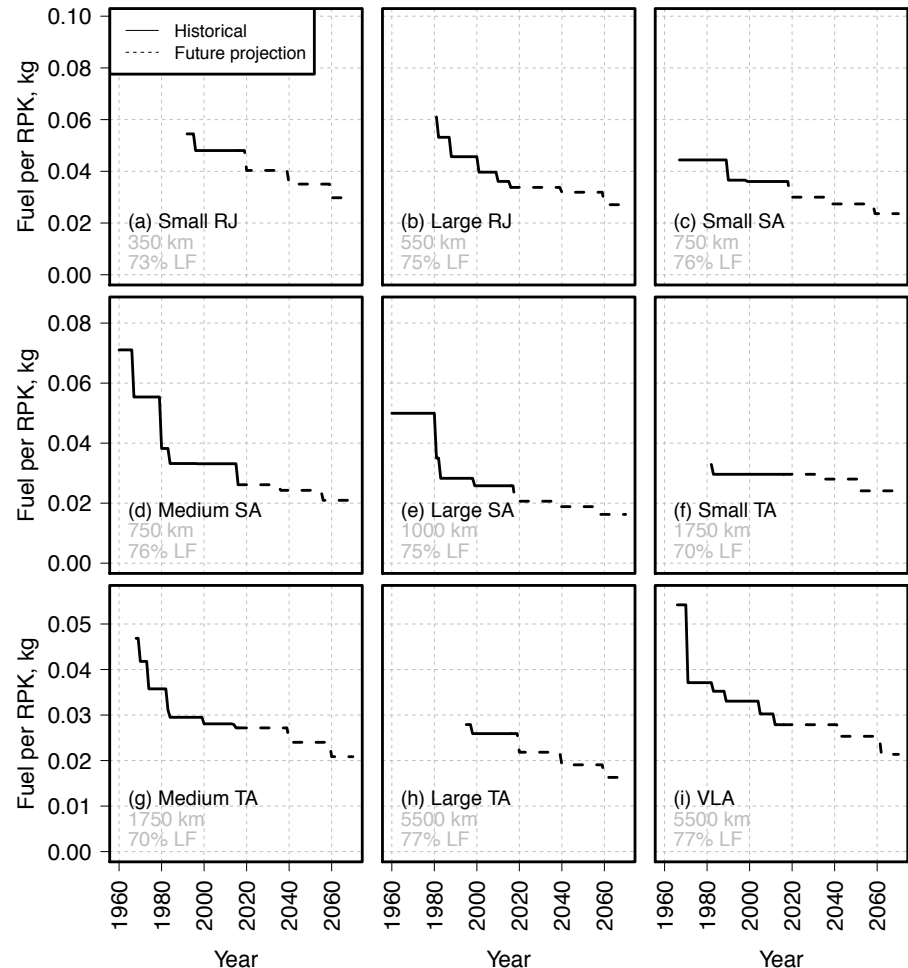 Fuel per RPK, kg
0.10
0.08
0.06
0.04
0.02
0.00
Historical
Future projection
(a) Small RJ
350 km
73% LF
(b) Large RJ
550 km
75% LF
(c) Small SA
750 km
76% LF
Fuel per RPK, kg
0.08
0.06
0.04
0.02
0.00
(d) Medium SA
750 km
76% LF
(e) Large SA
1000 km
75% LF
(f) Small TA
1750 km
70% LF
Fuel per RPK, kg
0.05
0.04
0.03
0.02
0.01
0.00
(g) Medium TA
1750 km
70% LF
(h) Large TA
5500 km
77% LF
(i) VLA
5500 km
77% LF
1960 1980 2000 2020 2040 2060
1960 1980 2000 2020 2040 2060
1960 1980 2000 2020 2040 2060
Year Year Year